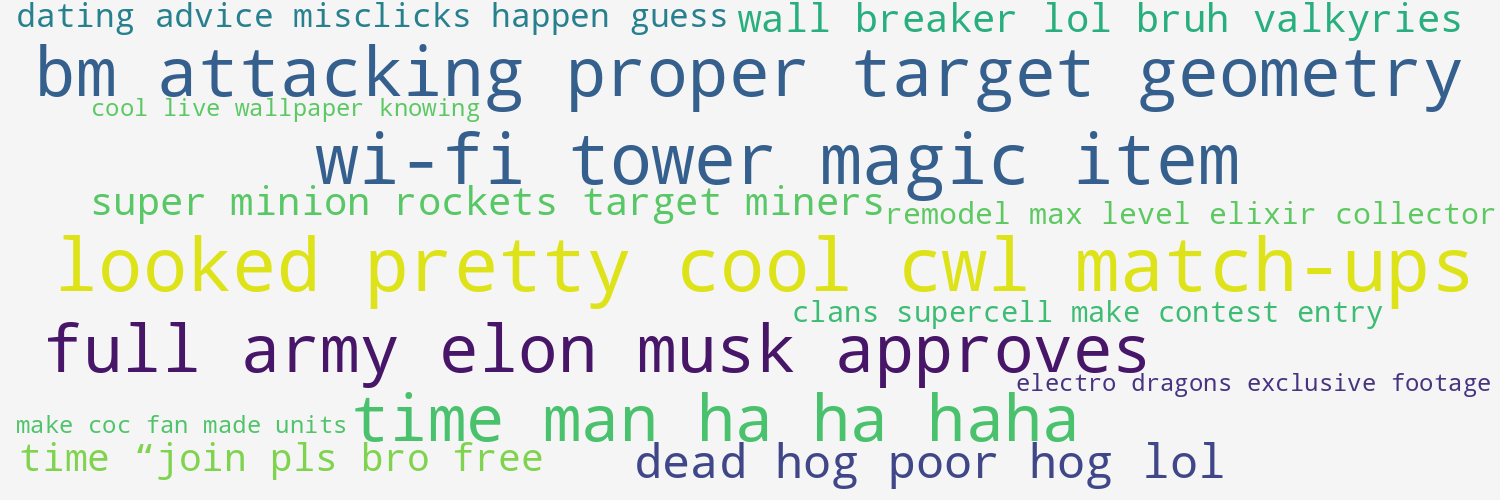 dating advice misclicks happen guess
wall breaker lol bruh valkyries
bm attacking proper target geometry
cool live wallpaper knowing
wi-fi tower magic item
super minion rockets target miners
remodel max level elixir collector
looked pretty cool cwl match-ups
clans supercell make contest entry
full army elon musk approves
electro dragons exclusive footage
make coc fan made units
time man ha ha haha
time “join pls bro free
dead hog poor hog lol